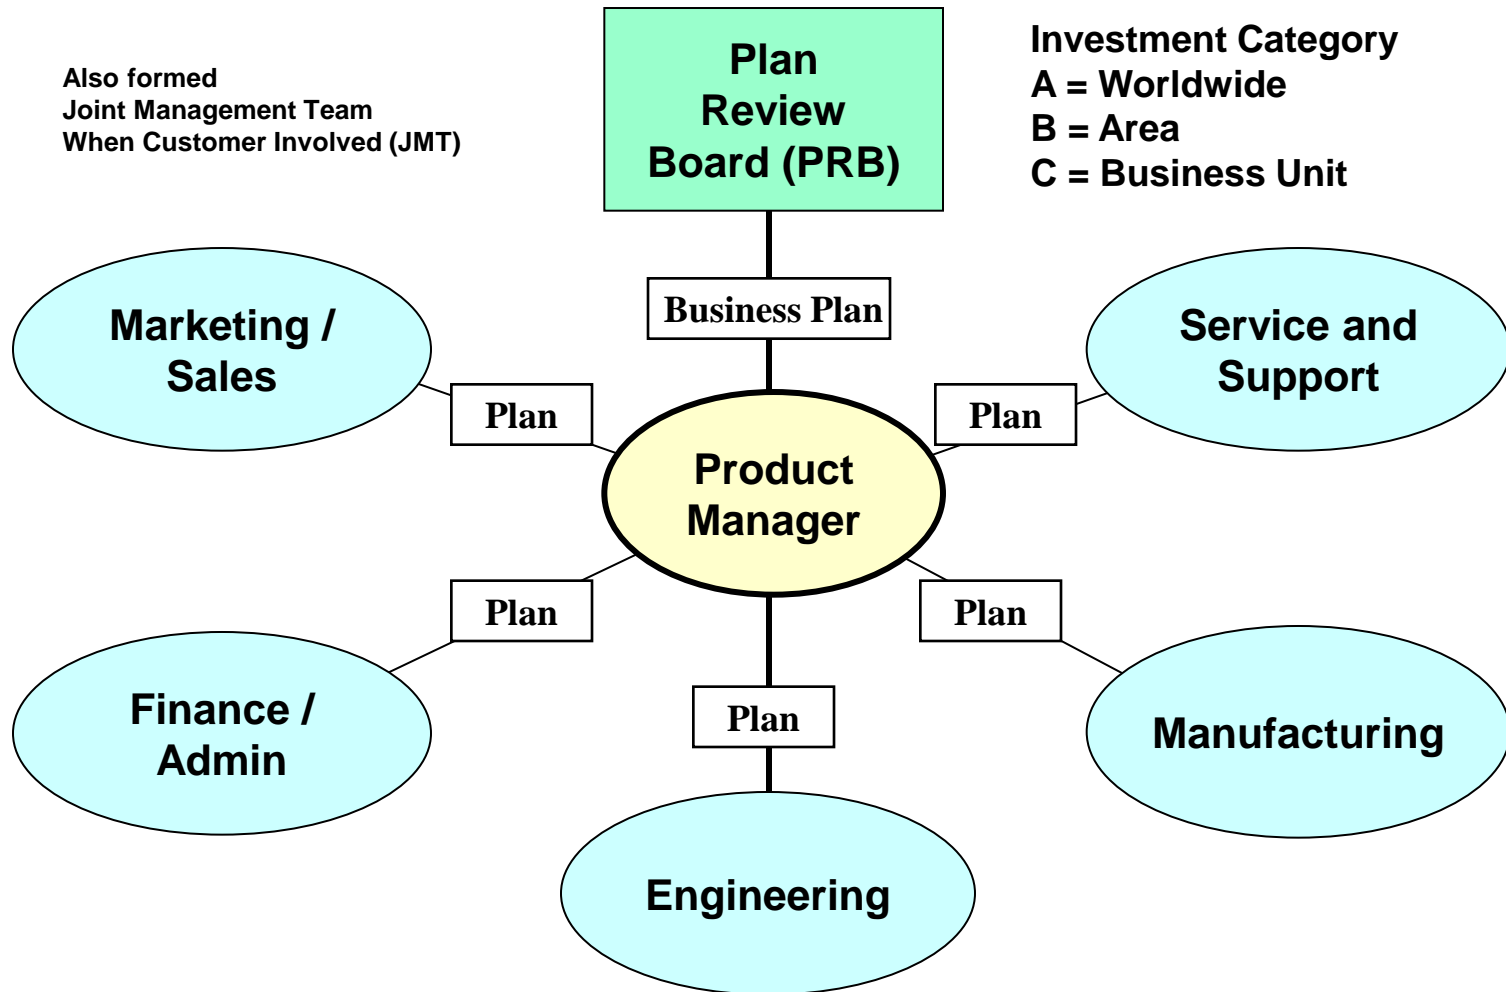 Also formed
Joint Management Team
When Customer Involved (JMT)
Plan
Review
Board (PRB)
Investment Category
A = Worldwide
B = Area
C = Business Unit
Business Plan
Marketing /
Sales
Service and
Support
Plan
Plan
Product
Manager
Plan
Plan
Finance /
Admin
Plan
Manufacturing
Engineering